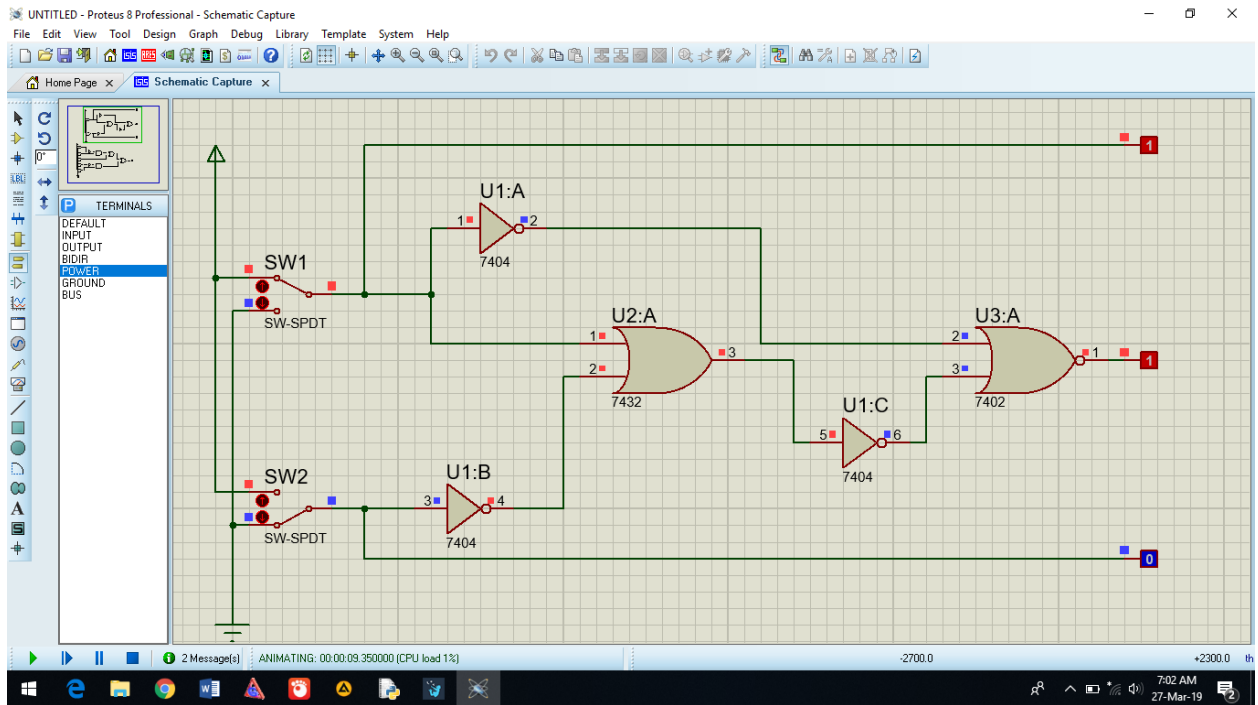 UNTITLED - Proteus 8 Professional - Schematic Capture
File Edit View Tool Design Graph Debug Library Template System Help
Home Page x Schematic Capture x
0°
LBL
P TERMINALS
DEFAULT
INPUT
OUTPUT
BIDIR
POWER
GROUND
BUS
A
S
1
U1:A
1 2
7404
SW1
SW-SPDT
U2:A
1
2
3
7432
U3:A
2
3
1
7402
1
U1:C
5 6
7404
SW2
SW-SPDT
U1:B
3 4
7404
0
2 Message(s) ANIMATING: 00:00:09.350000 (CPU load 1%) -2700.0 +2300.0 th
7:02 AM
27-Mar-19
2